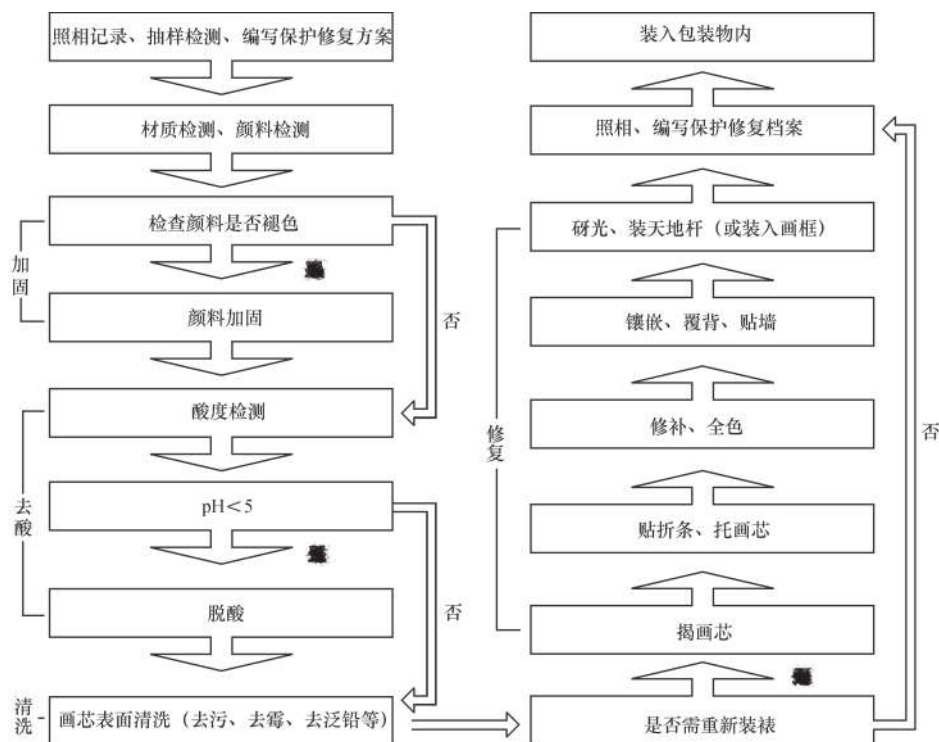 照相记录、抽样检测、编写保护修复方案
材质检测、颜料检测
检查颜料是否褪色
加固
颜料加固
否
酸度检测
去酸
pH＜5
否
脱酸
清洗
画芯表面清洗（去污、去霉、去泛铅等）
是否需重新装裱
揭画芯
贴折条、托画芯
修补、全色
修复
否
镶嵌、覆背、贴墙
砑光、装天地杆（或装入画框）
照相、编写保护修复档案
装入包装物内